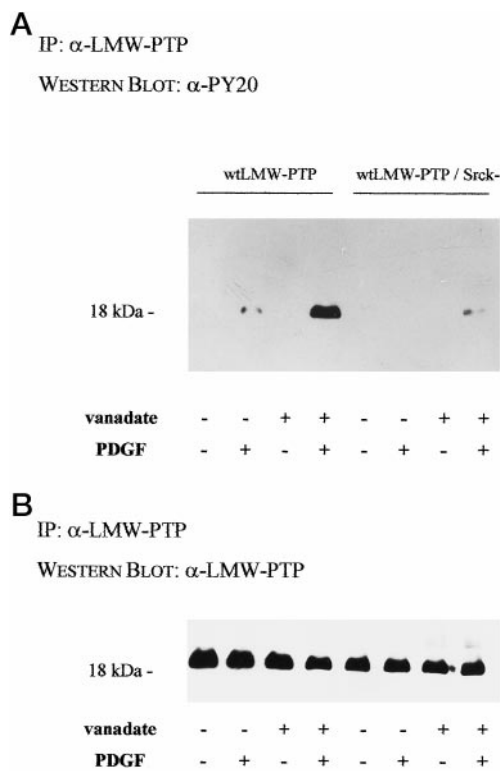 A
IP: α-LMW-PTP
WESTERN BLOT: α-PY20
wtLMW-PTP wtLMW-PTP / Srck-
18 kDa -
vanadate - - + + - - + +
PDGF - + - + - + - +
B
IP: α-LMW-PTP
WESTERN BLOT: α-LMW-PTP
18 kDa -
vanadate - - + + - - + +
PDGF - + - + - + - +